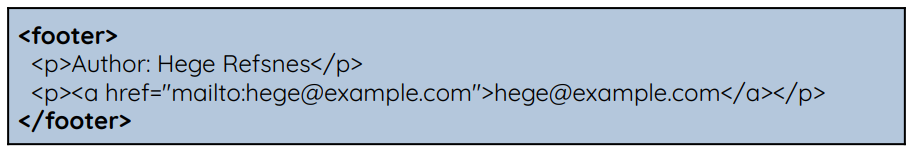 <footer>
<p>Author: Hege Refsnes</p>
<p><a href="mailto:hege@example.com">hege@example.com</a></p>
</footer>